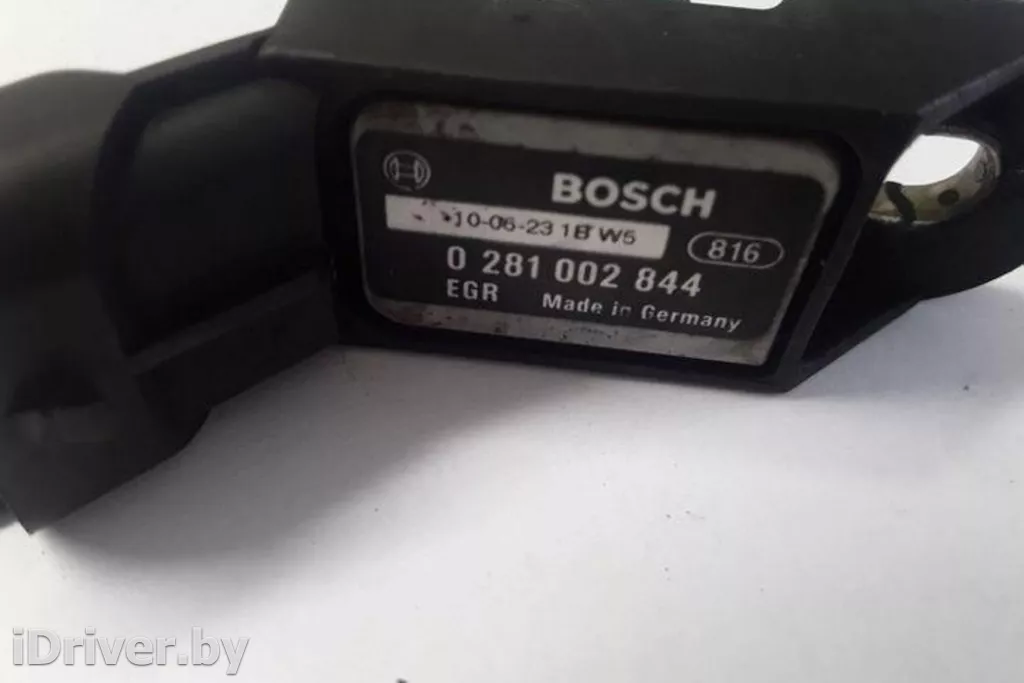 BOSCH
10-06-23 1B W5
816
0 281 002 844
EGR Made in Germany
iDriver.by